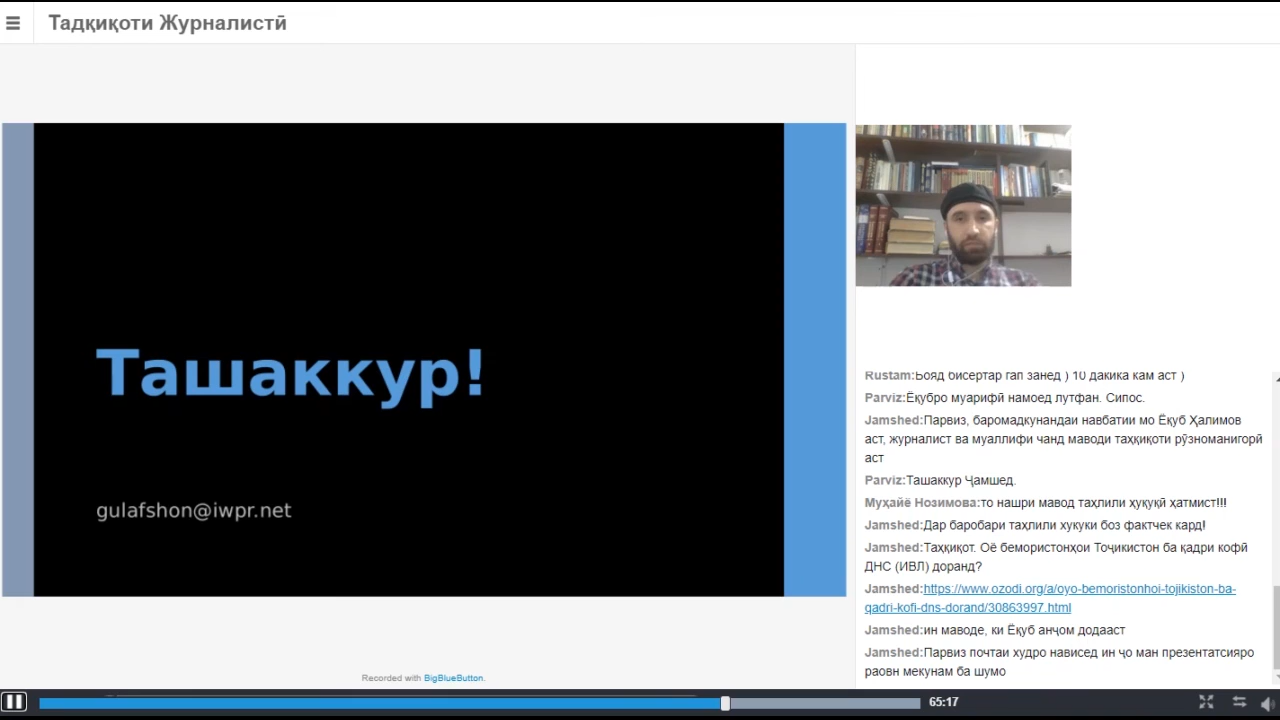 Тадқиқоти Журналистӣ
Ташаккур!
gulafshon@iwpr.net
Rustam:Бояд бисертар гап занед ) 10 дакика кам аст )
Parviz:Ёқубро муарифӣ намоед лутфан. Сипос.
Jamshed:Парвиз, баромадкунандаи навбатии мо Ёқуб Ҳалимов
аст, журналист ва муаллифи чанд маводи таҳқиқоти рӯзноманигорӣ
аст
Parviz:Ташаккур Ҷамшед.
Муҳайё Нозимова:то нашри мавод таҳлили ҳуқуқӣ ҳатмист!!!
Jamshed:Дар баробари таҳлили хукуки боз фактчек кард!
Jamshed:Таҳқиқот. Оё бемористонҳои Тоҷикистон ба қадри кофӣ
ДНС (ИВЛ) доранд?
Jamshed:https://www.ozodi.org/a/oyo-bemoristonhoi-tojikiston-ba-
qadri-kofi-dns-dorand/30863997.html
Jamshed:ин маводе, ки Ёқуб анҷом додааст
Jamshed:Парвиз почтаи худро нависед ин ҷо ман презентатсияро
раовн мекунам ба шумо
Recorded with BigBlueButton.
65:17